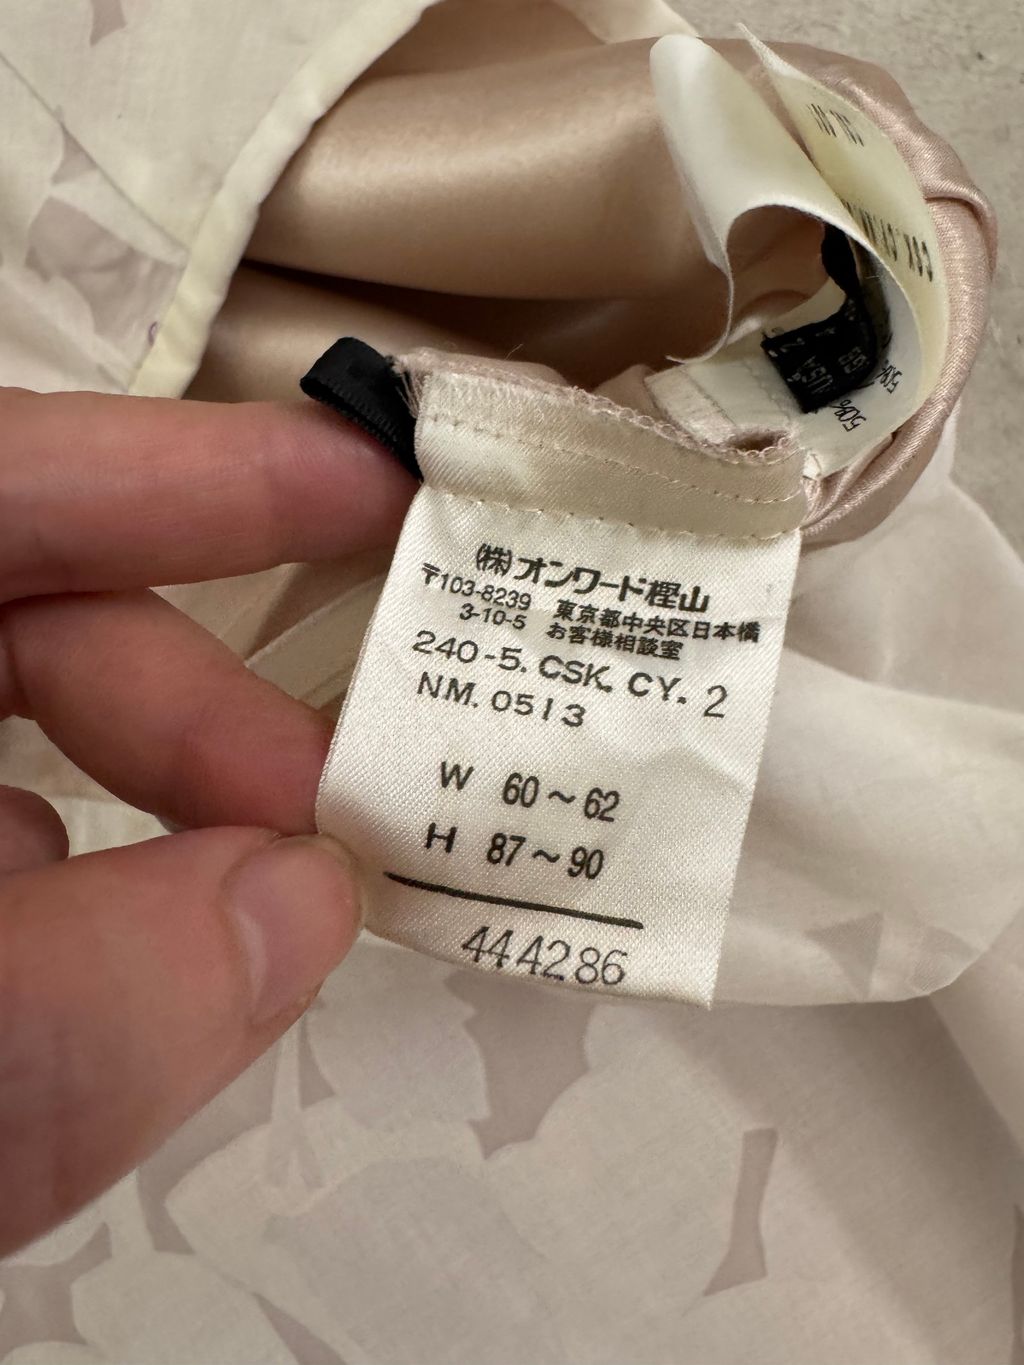 (株)オンワード樫山
〒103-8239 東京都中央区日本橋
3-10-5 お客様相談室
240-5. CSK. CY. 2
NM. 0513
W 60～62
H 87～90
444286
50%
50%